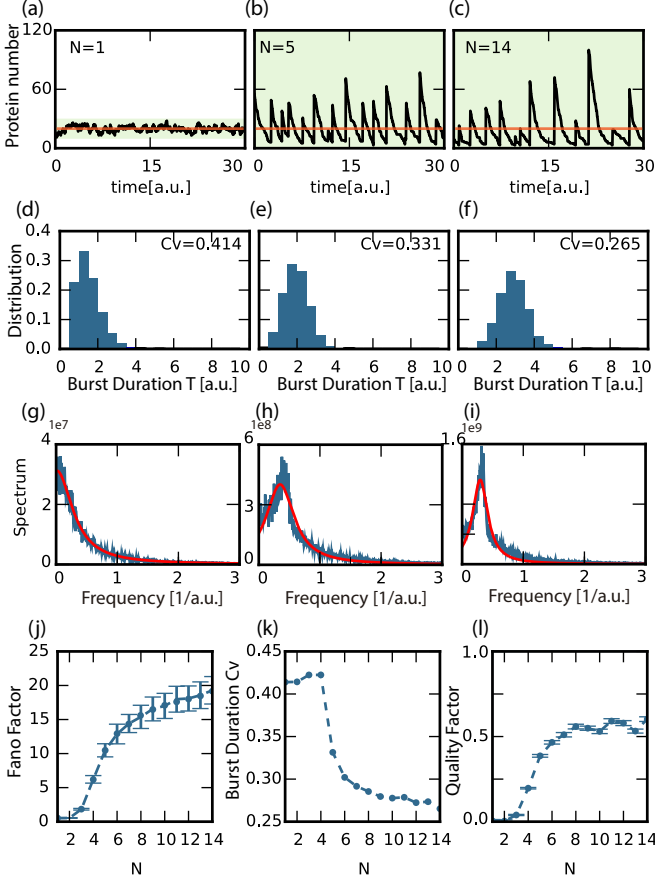 (a) (b) (c)
Protein number
120
60
0
N=1 N=5 N=14
0 15 30 0 15 30 0 15 30
time[a.u.] time[a.u.] time[a.u.]
(d) (e) (f)
Distribution
0.4
0.3
0.2
0.1
0.0
Cv=0.414 Cv=0.331 Cv=0.265
0 2 4 6 8 10 0 2 4 6 8 10 0 2 4 6 8 10
Burst Duration T [a.u.] Burst Duration T [a.u.] Burst Duration T [a.u.]
(g) (h) (i)
1e7 1e8 1e9
Spectrum
4
2
0
6
3
0
1.6
0 1 2 3 0 1 2 3 0 1 2 3
Frequency [1/a.u.] Frequency [1/a.u.] Frequency [1/a.u.]
(j) (k) (l)
Fano Factor
25
20
15
10
5
0
2 4 6 8 10 12 14
N
Burst Duration Cv
0.45
0.40
0.35
0.30
0.25
2 4 6 8 10 12 14
N
Quality Factor
1.0
0.5
0.0
2 4 6 8 10 12 14
N